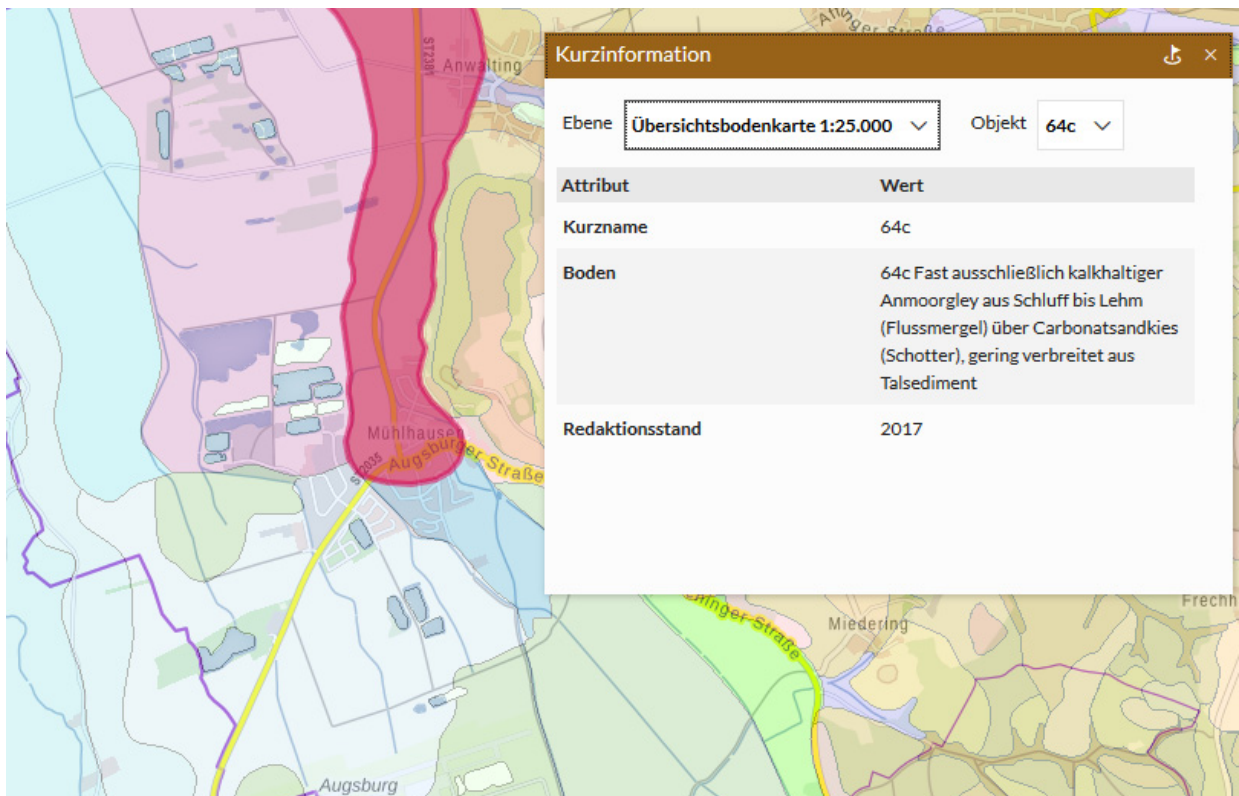 Kurzinformation
Ebene Übersichtsbodenkarte 1:25.000 Objekt 64c
Attribut Wert
Kurzname 64c
Boden 64c Fast ausschließlich kalkhaltiger
Anmoorgley aus Schluff bis Lehm
(Flussmergel) über Carbonatsandkies
(Schotter), gering verbreitet aus
Talsediment
Redaktionsstand 2017
ST2381
Anwalting
Mühlhausen
Augsburger Straße
ST2035
Miedering
Frechh
Augsburg